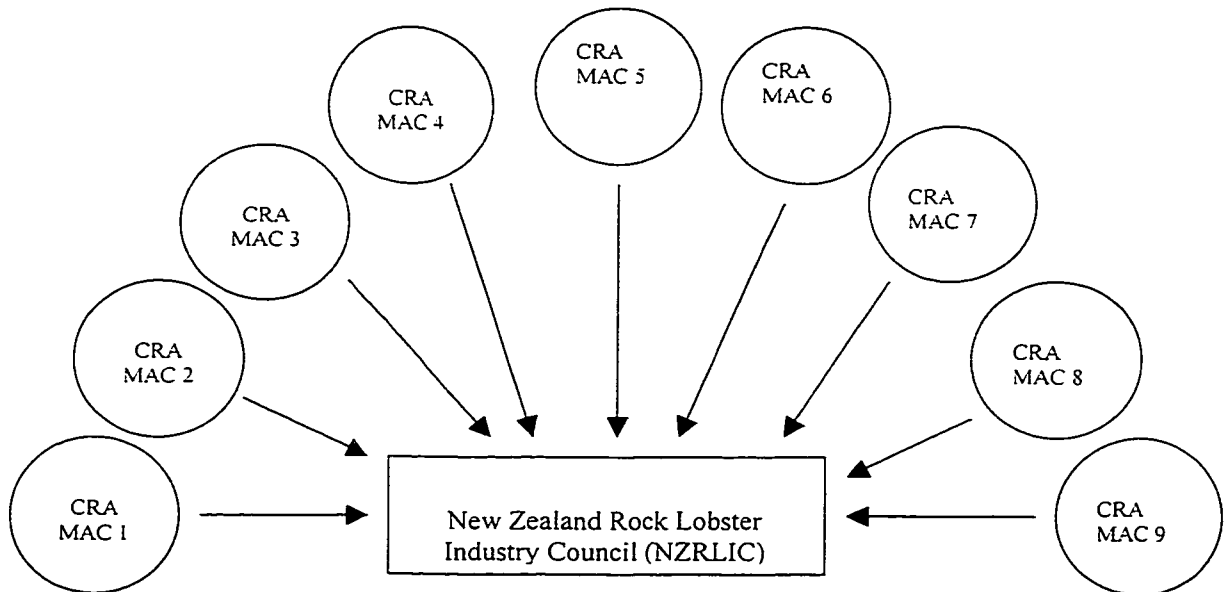 CRA
MAC 1
CRA
MAC 2
CRA
MAC 3
CRA
MAC 4
CRA
MAC 5
CRA
MAC 6
CRA
MAC 7
CRA
MAC 8
CRA
MAC 9
New Zealand Rock Lobster
Industry Council (NZRLIC)